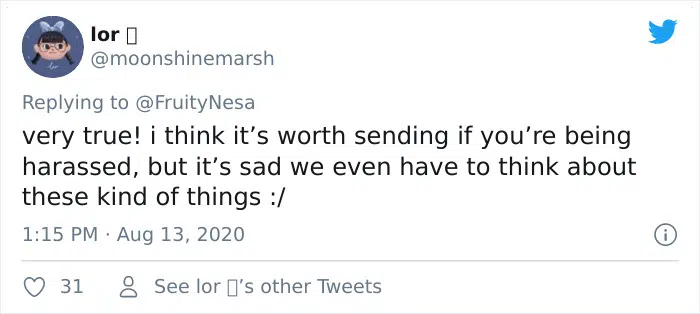 lor
@moonshinemarsh
Replying to @FruityNesa
very true! i think it’s worth sending if you’re being
harassed, but it’s sad we even have to think about
these kind of things :/
1:15 PM · Aug 13, 2020
31
See lor ▯’s other Tweets